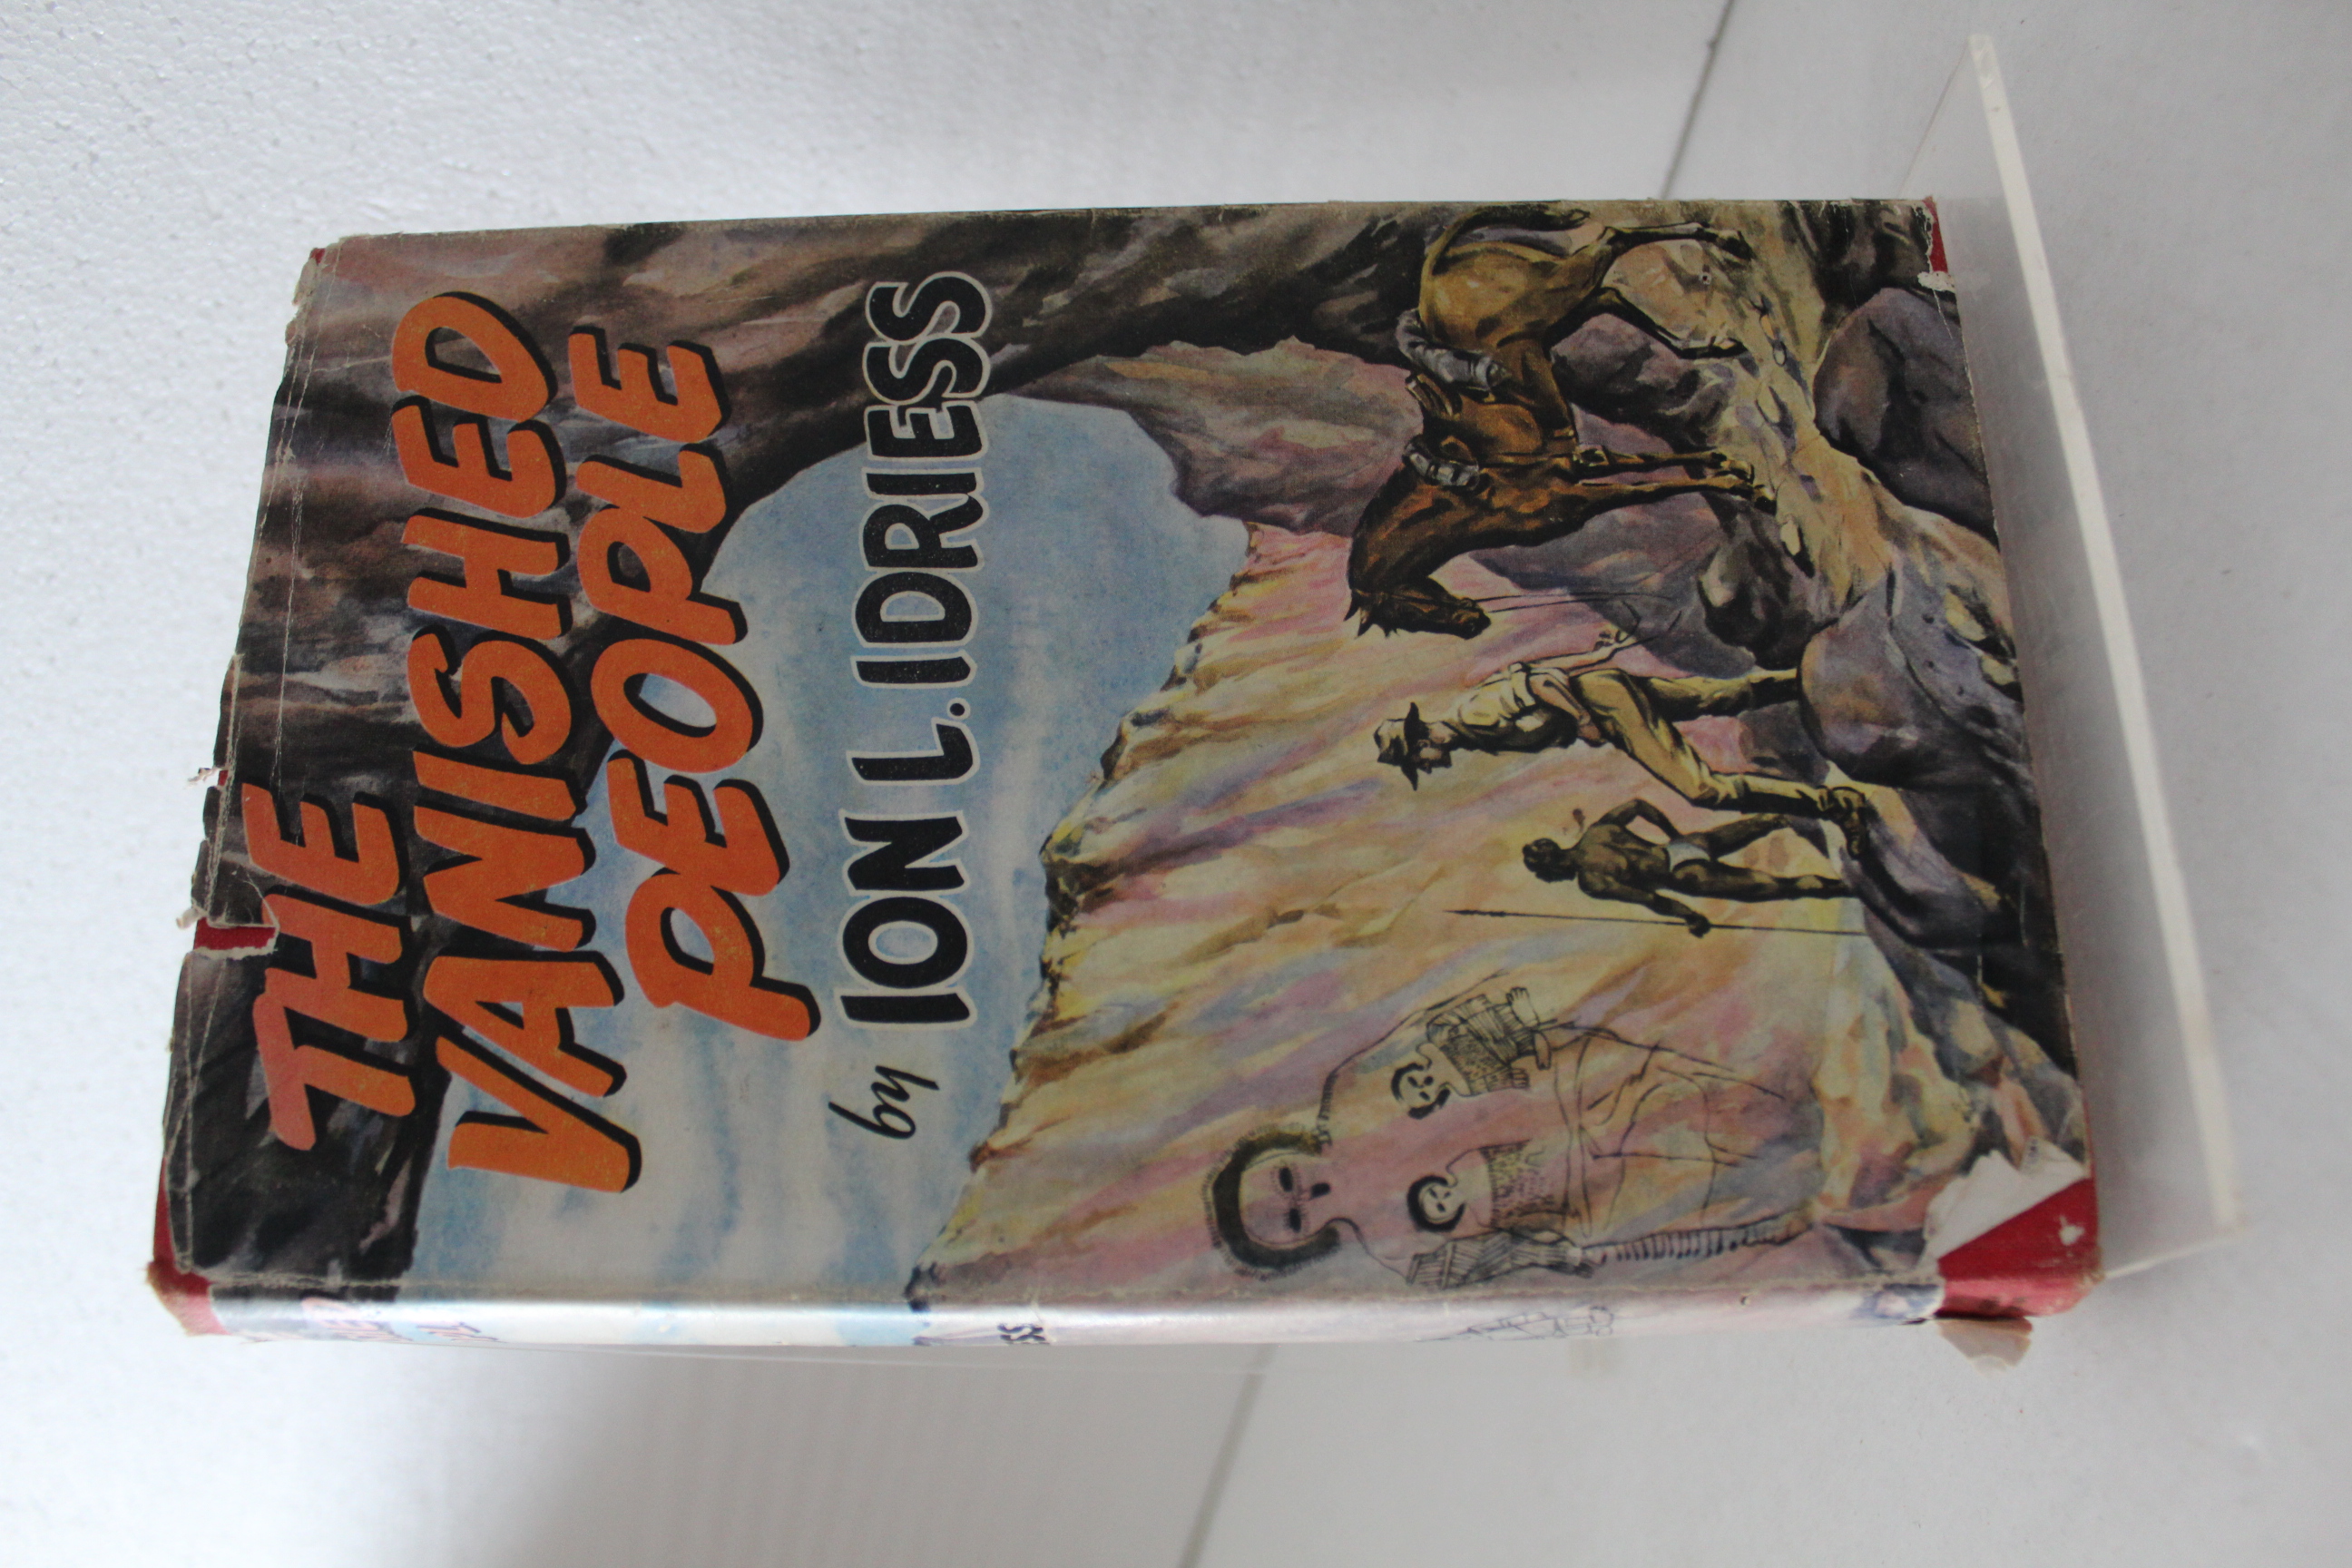 THE
VANISHED
PEOPLE
by ION L. IDRIESS